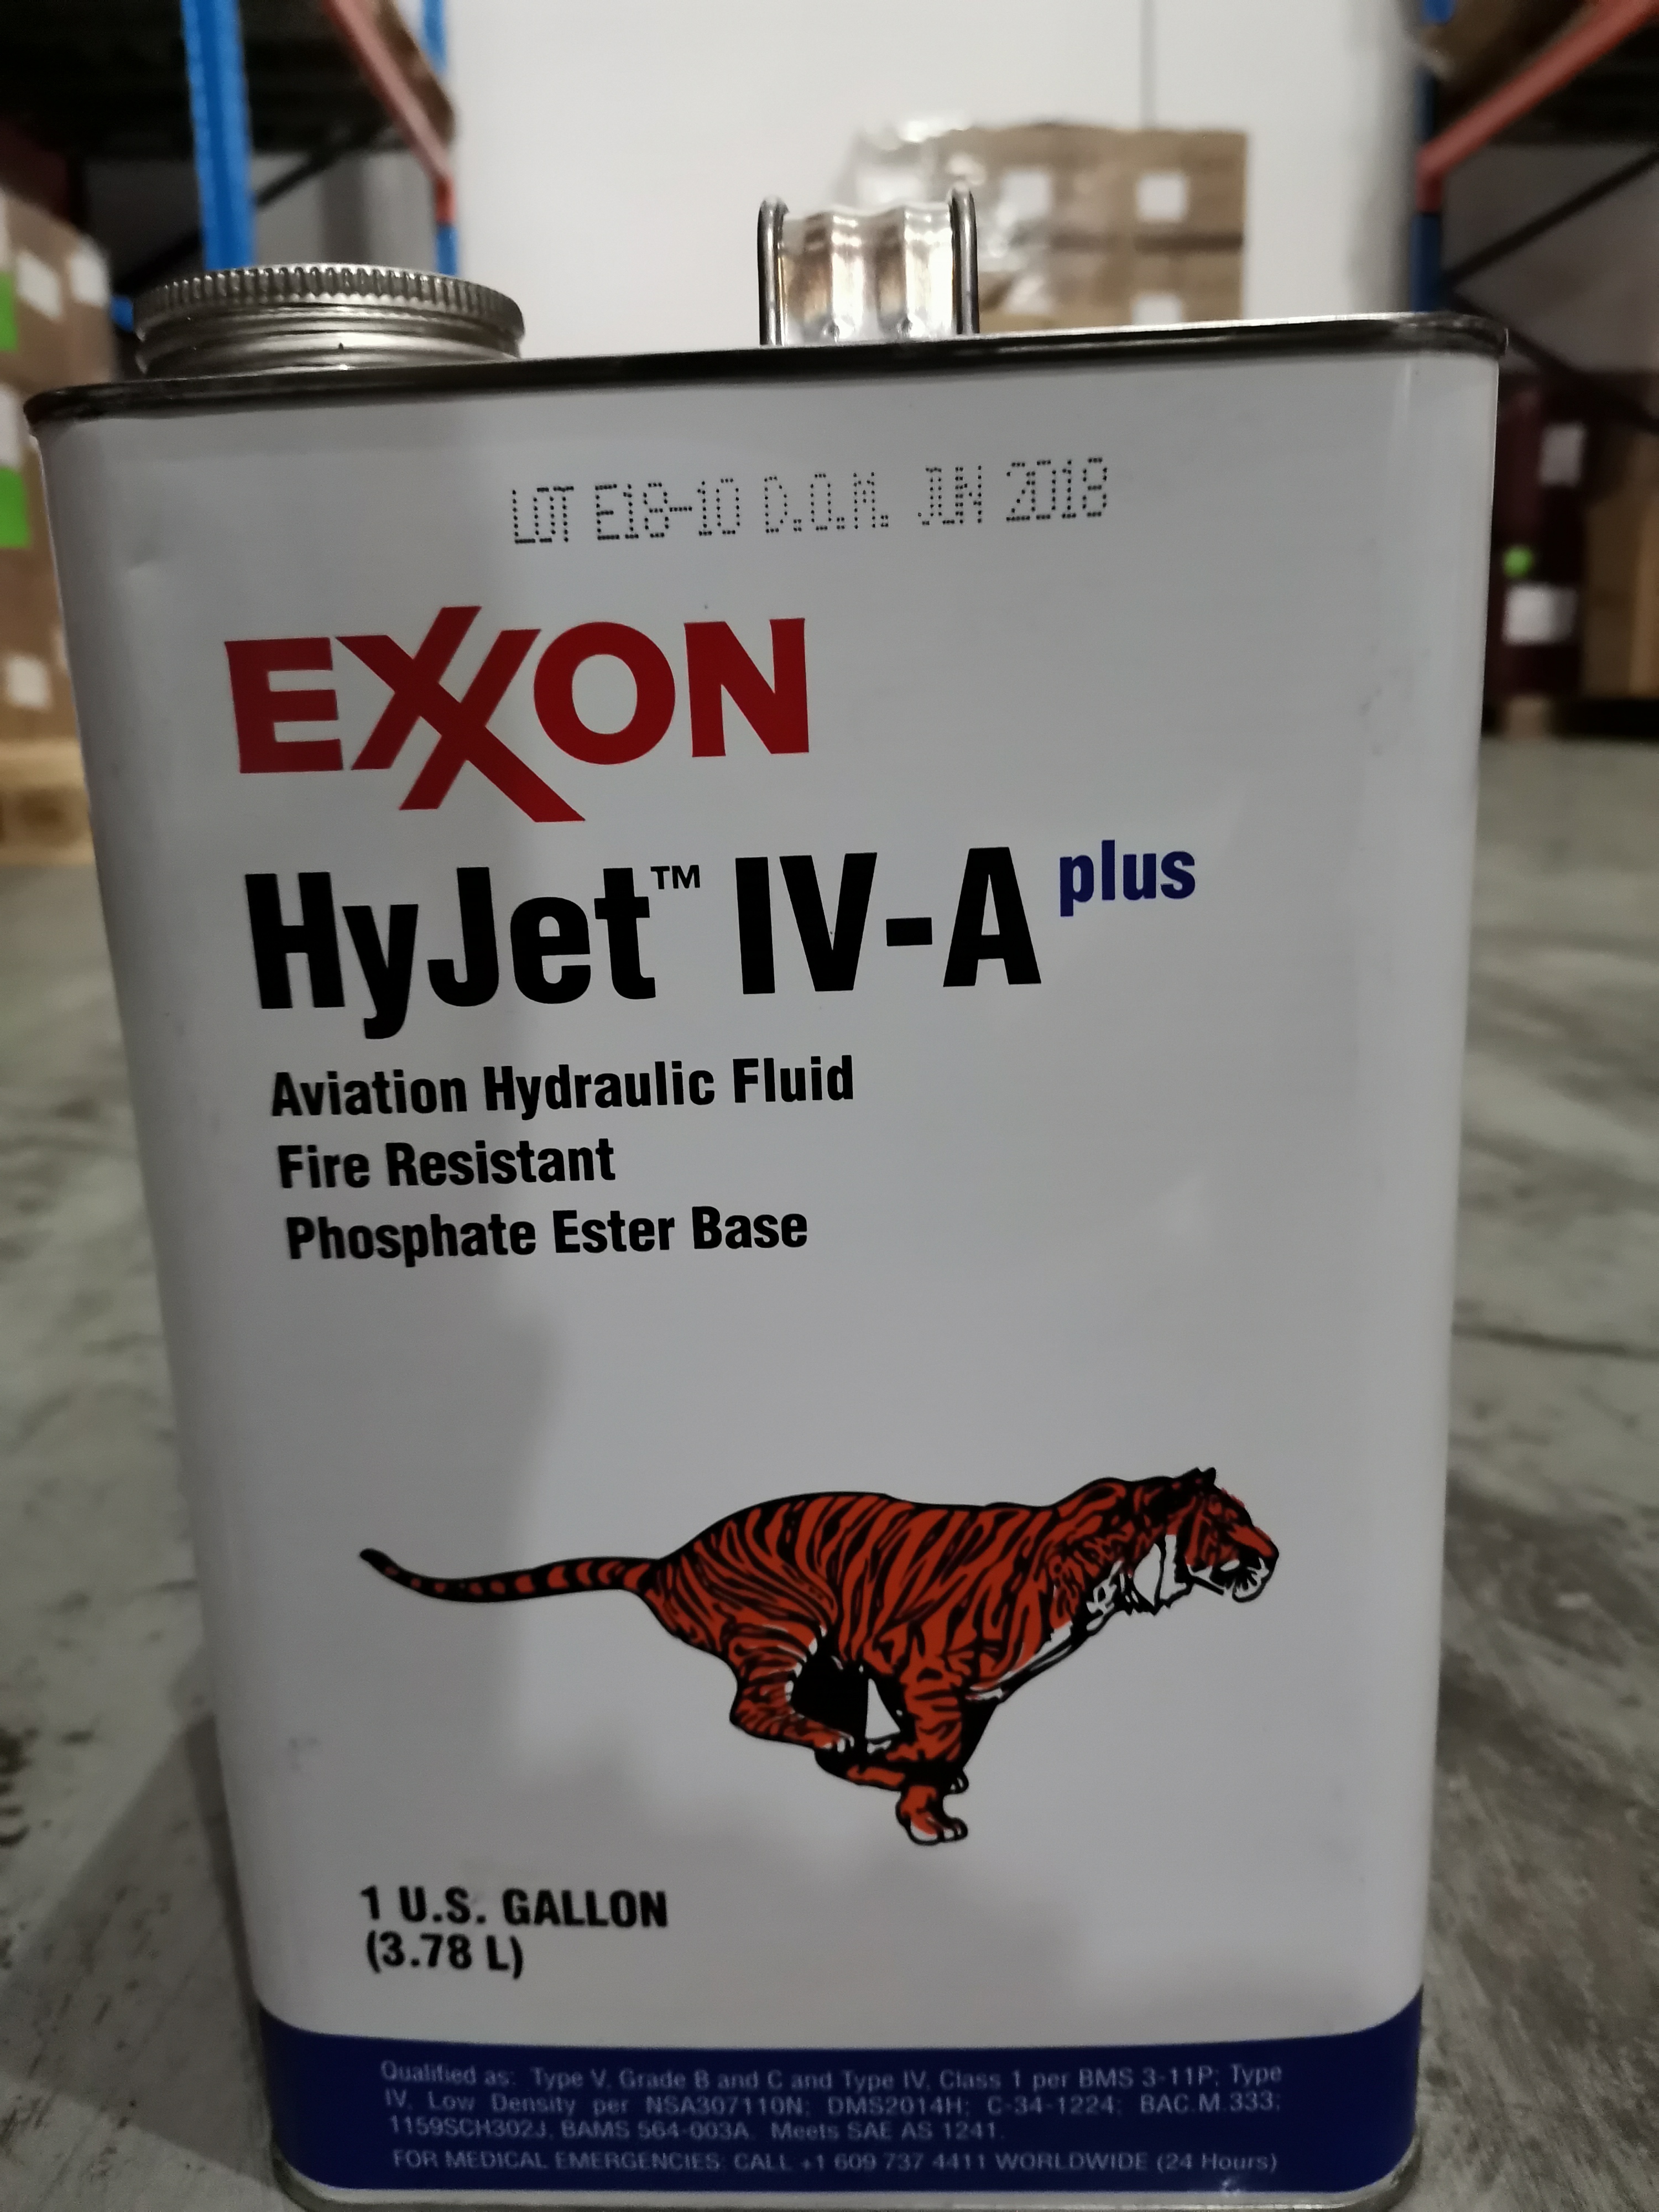 LOT E18-10 D.O.M. JUN 2018
EXXON
HyJet™ IV-A plus
Aviation Hydraulic Fluid
Fire Resistant
Phosphate Ester Base
1 U.S. GALLON
(3.78 L)
Qualified as: Type V, Grade B and C and Type IV, Class 1 per BMS 3-11P; Type
IV, Low Density per NSA307110N; DMS2014H; C-34-1224; BAC.M.333;
1159SCH302J, BAMS 564-003A. Meets SAE AS 1241.
FOR MEDICAL EMERGENCIES: CALL +1 609 737 4411 WORLDWIDE (24 Hours)